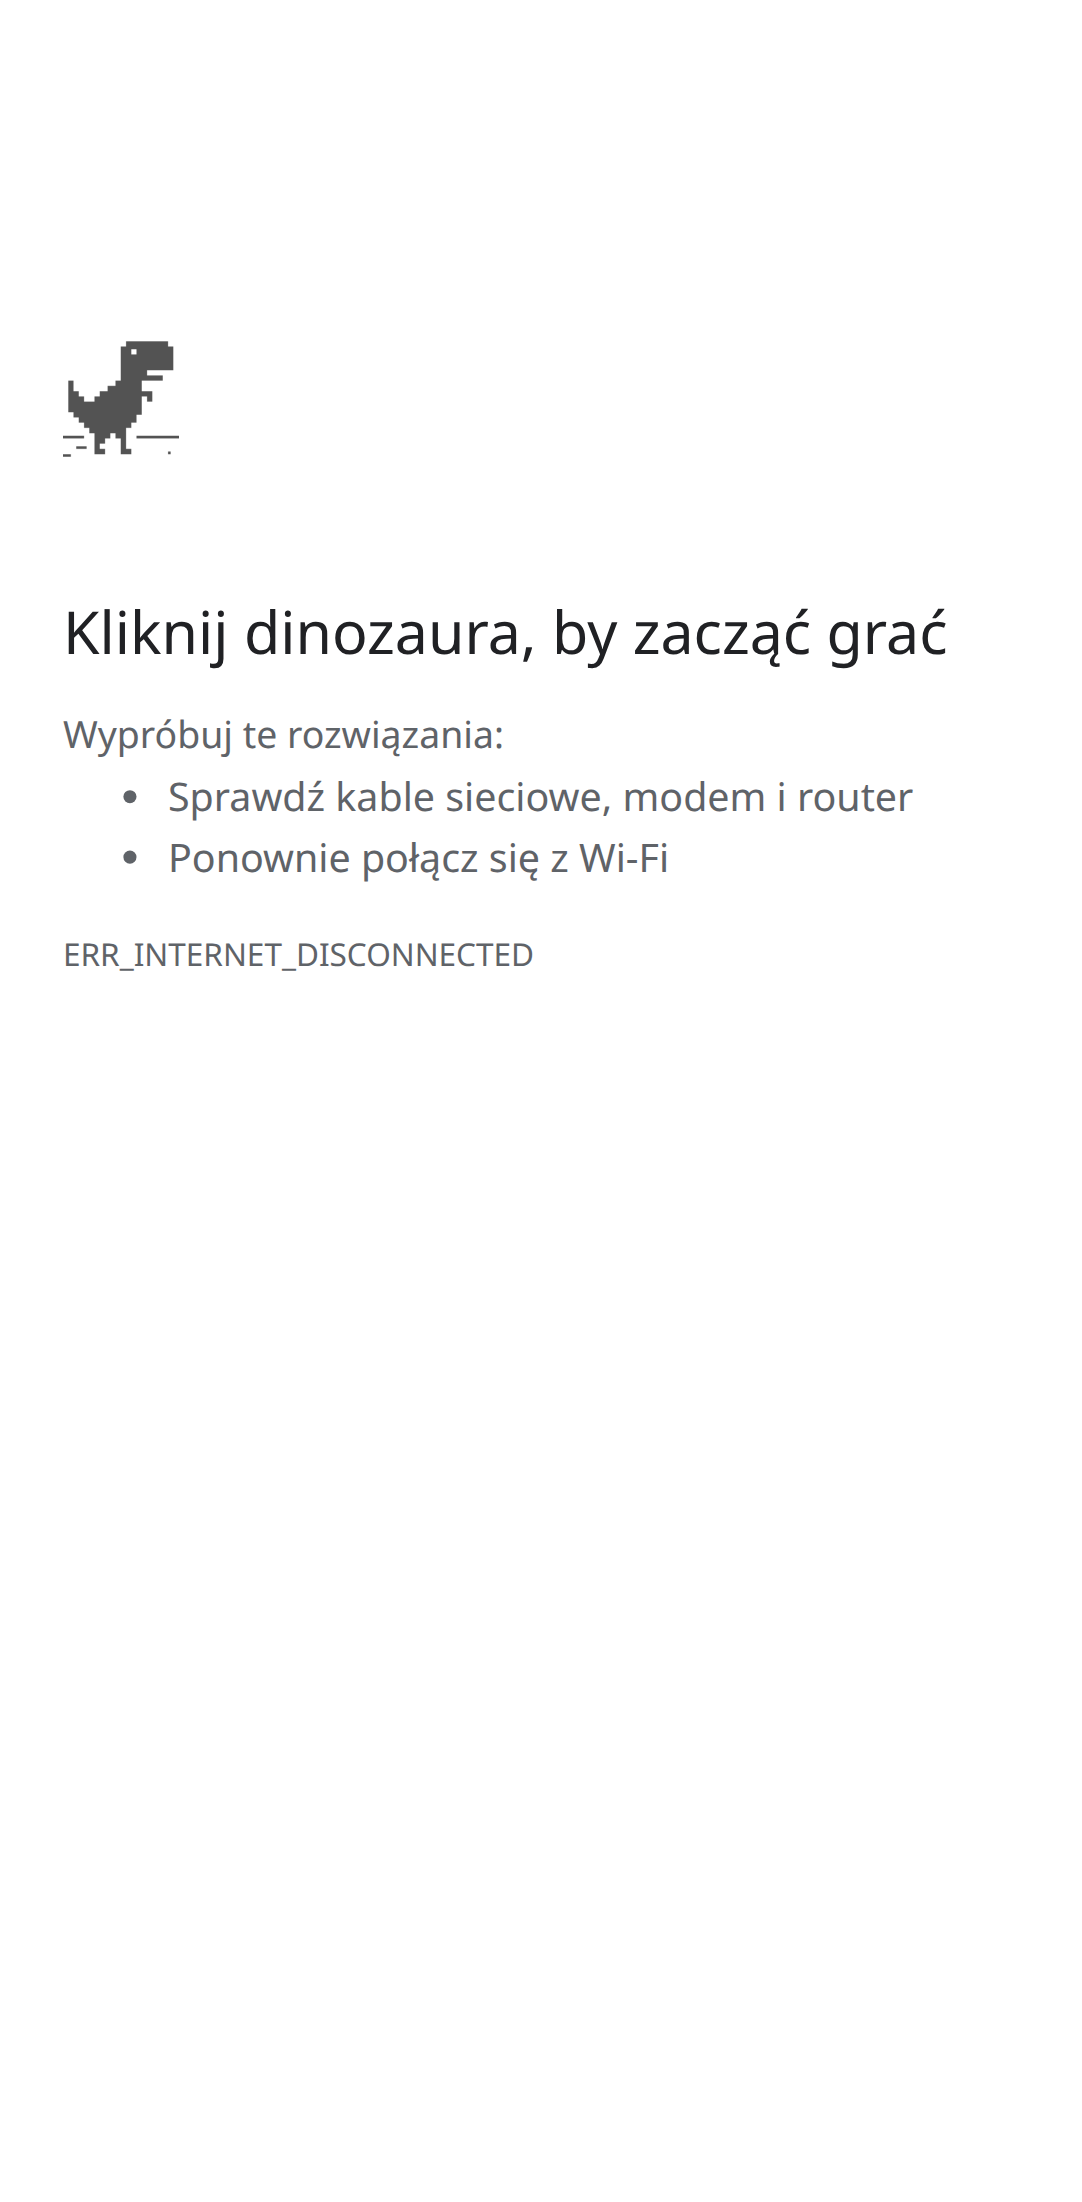 Kliknij dinozaura, by zacząć grać
Wypróbuj te rozwiązania:
Sprawdź kable sieciowe, modem i router
Ponownie połącz się z Wi-Fi
ERR_INTERNET_DISCONNECTED